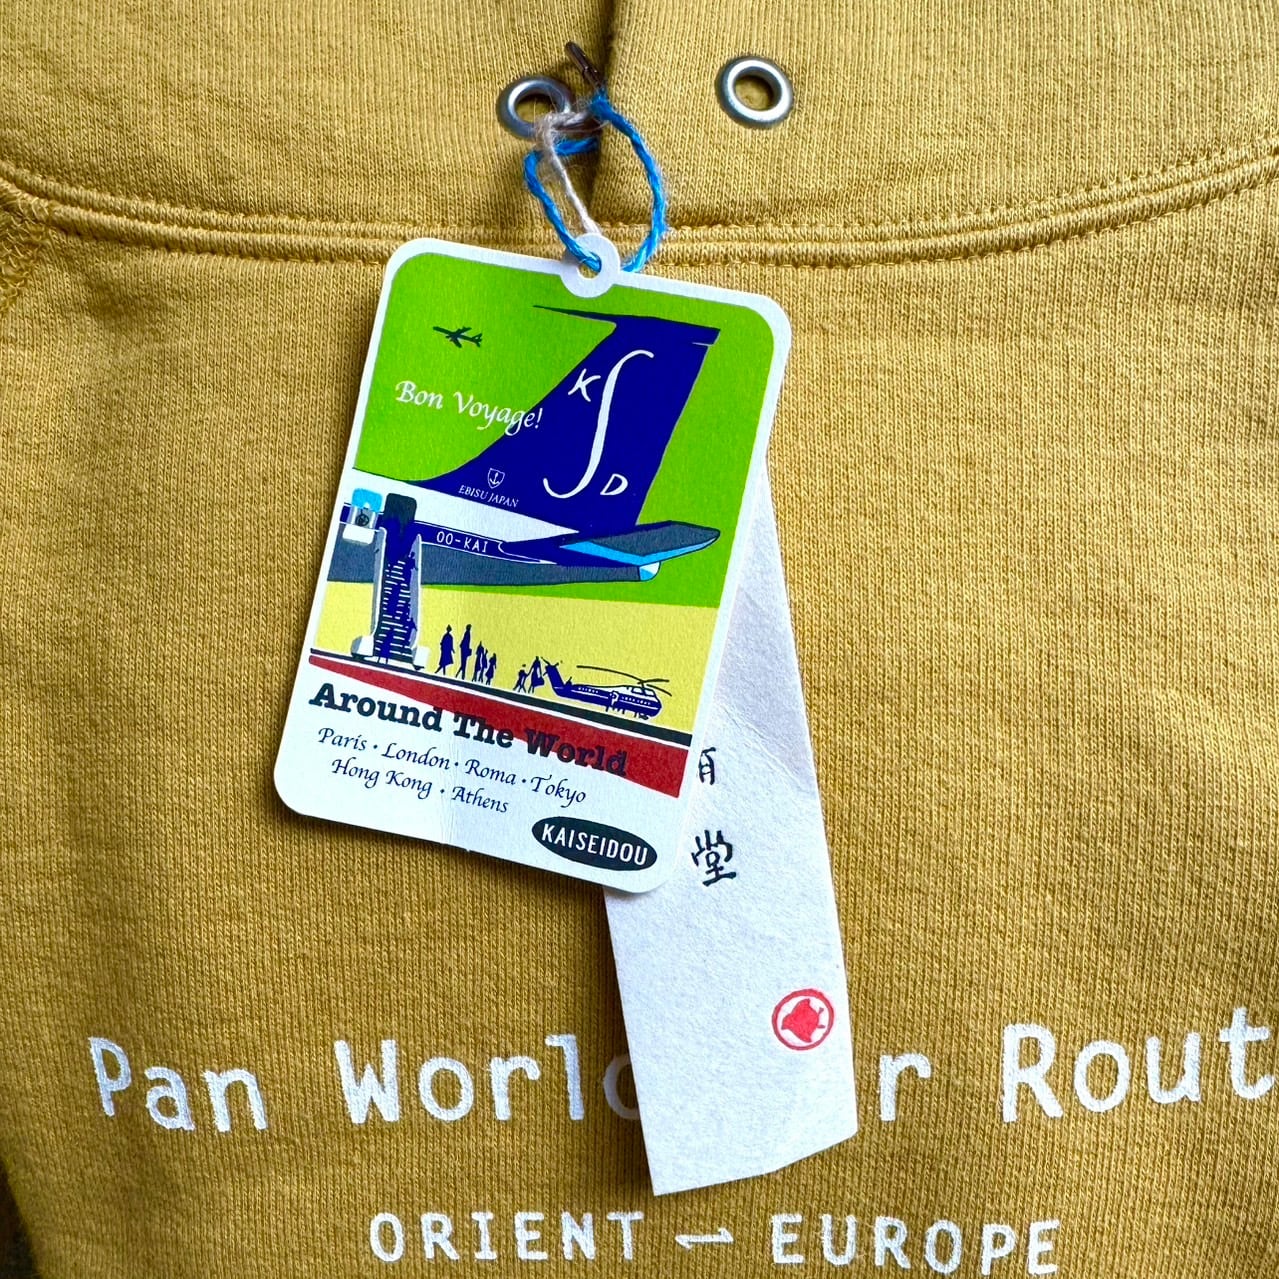 K S D
Bon Voyage!
EBISU JAPAN
OO-KAI
Around The World
Paris · London · Roma · Tokyo
Hong Kong · Athens
KAISEIDOU
堂
Pan World
Rout
ORIENT ⇀ EUROPE